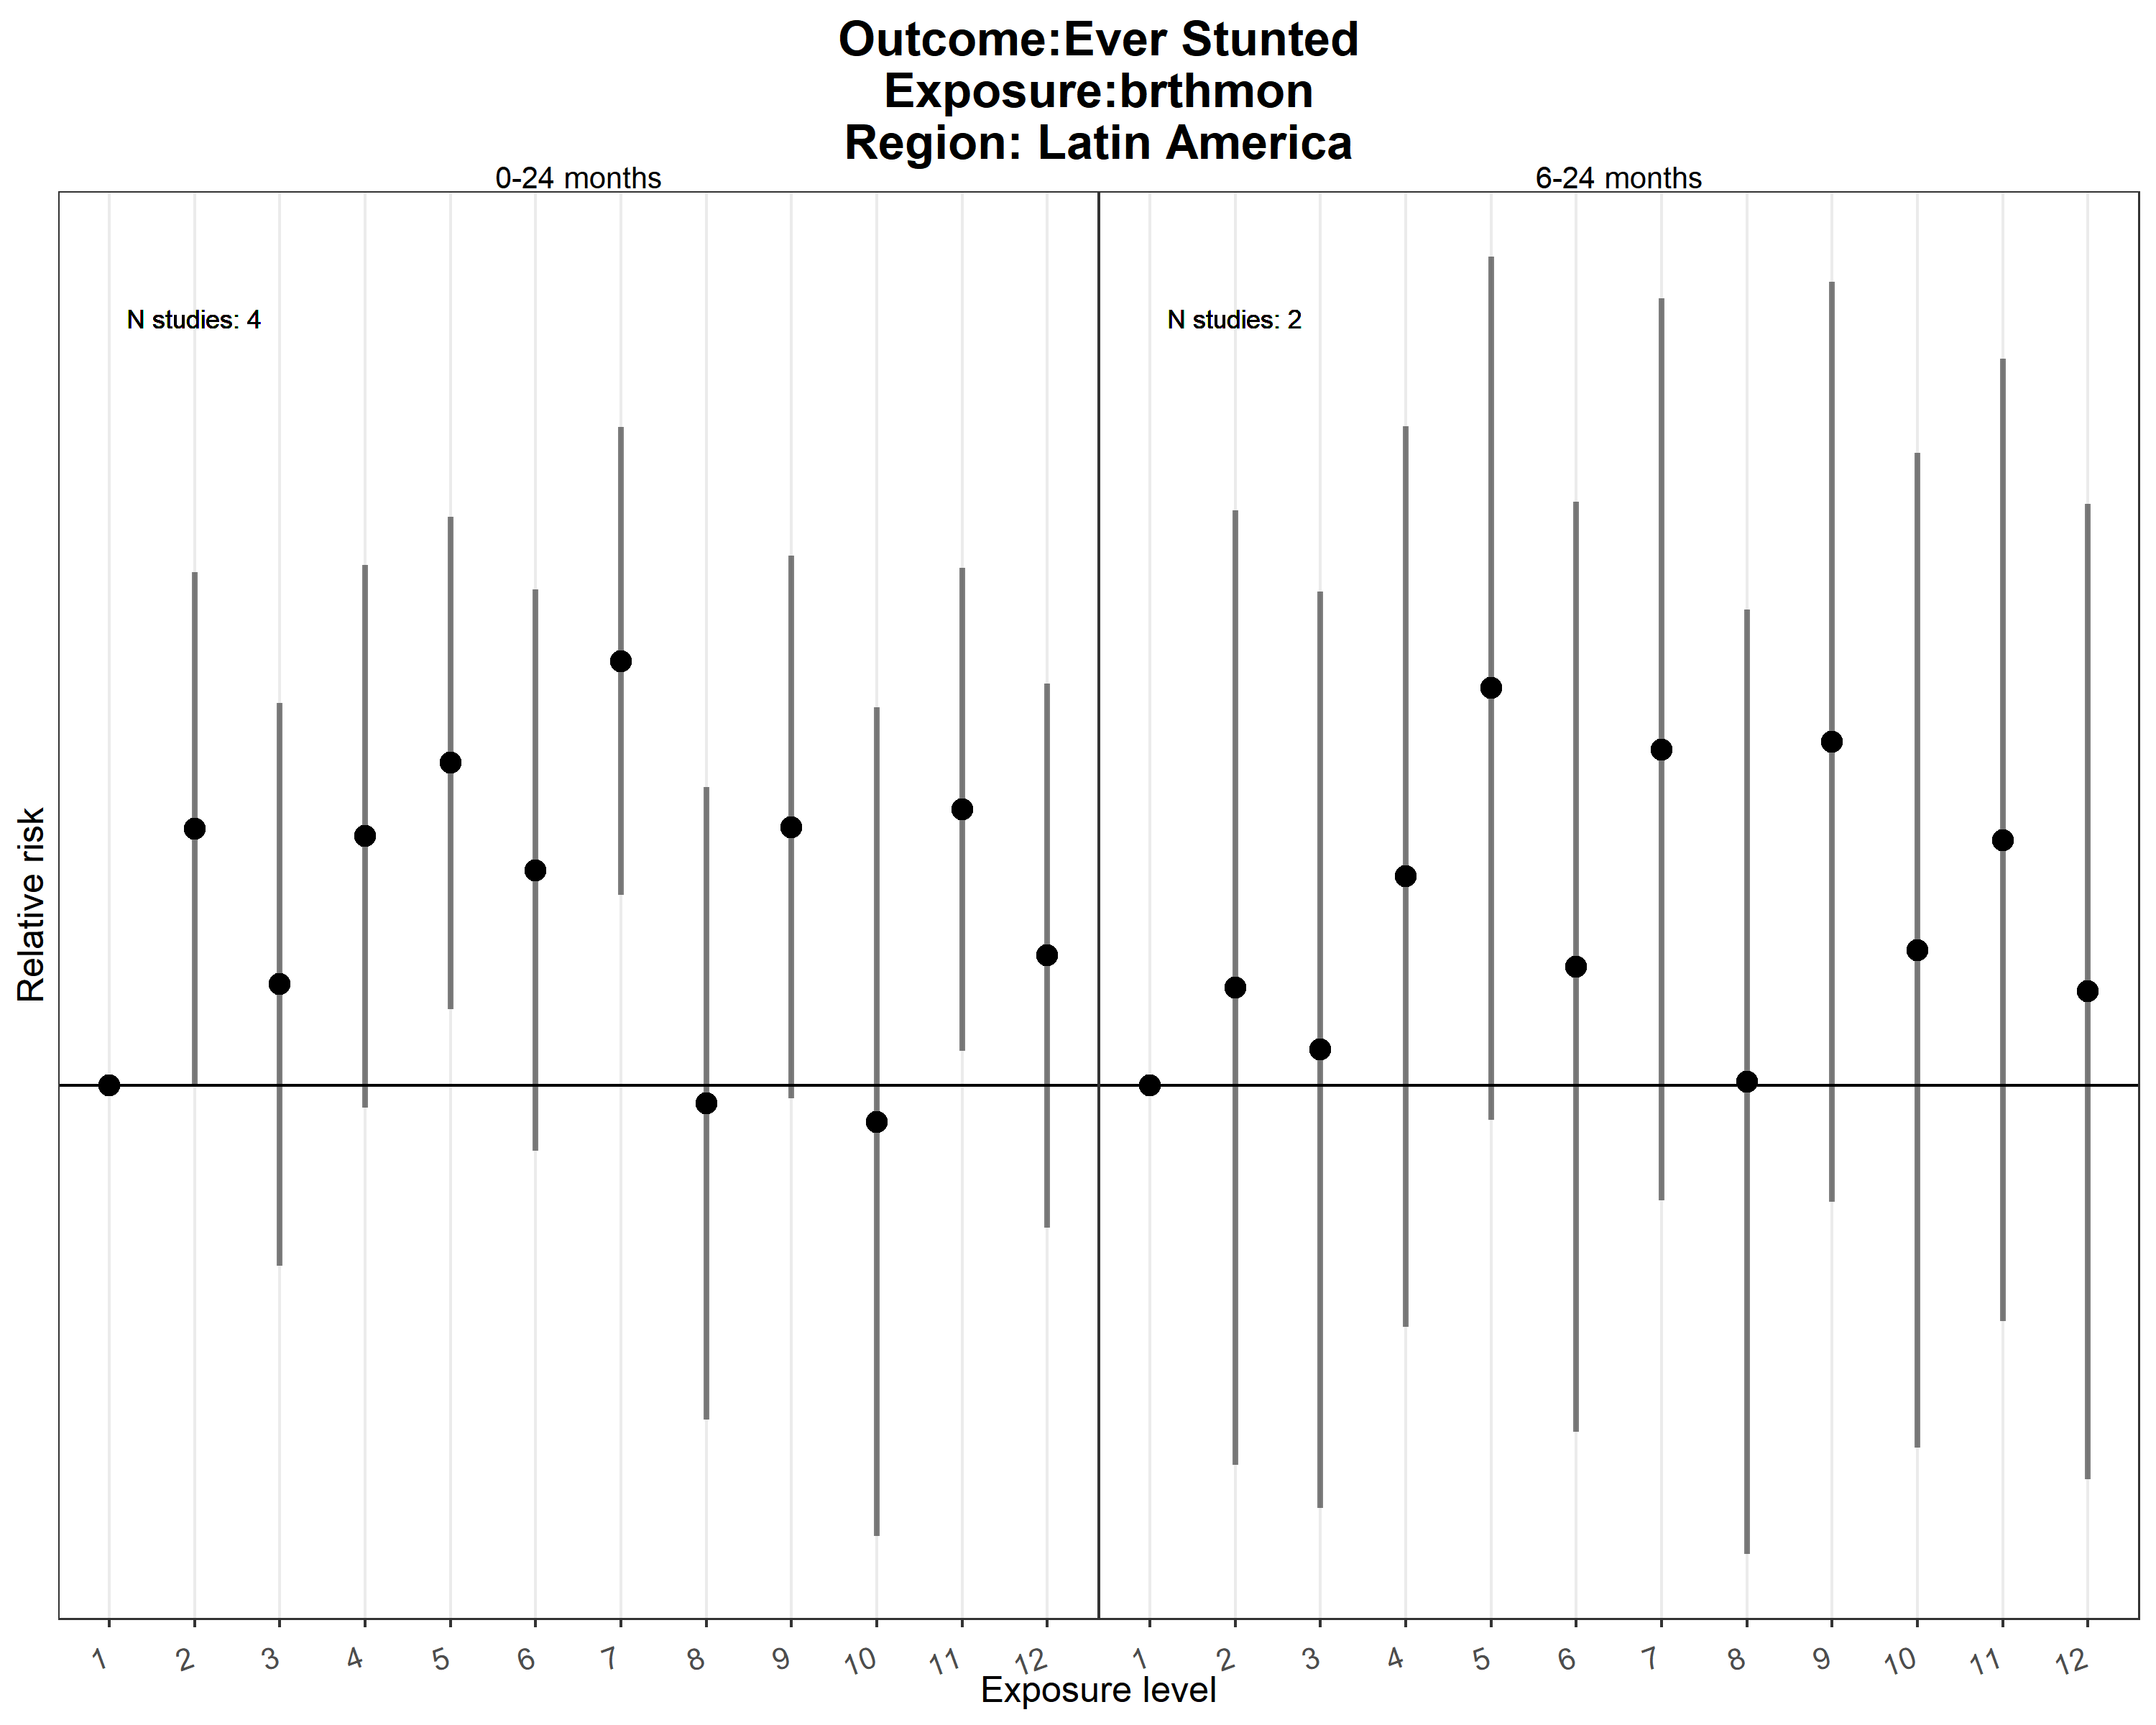 Outcome:Ever Stunted
Exposure:brthmon
Region: Latin America
0-24 months 6-24 months
N studies: 4 N studies: 2
Relative risk
1 2 3 4 5 6 7 8 9 10 11 12 1 2 3 4 5 6 7 8 9 10 11 12
Exposure level